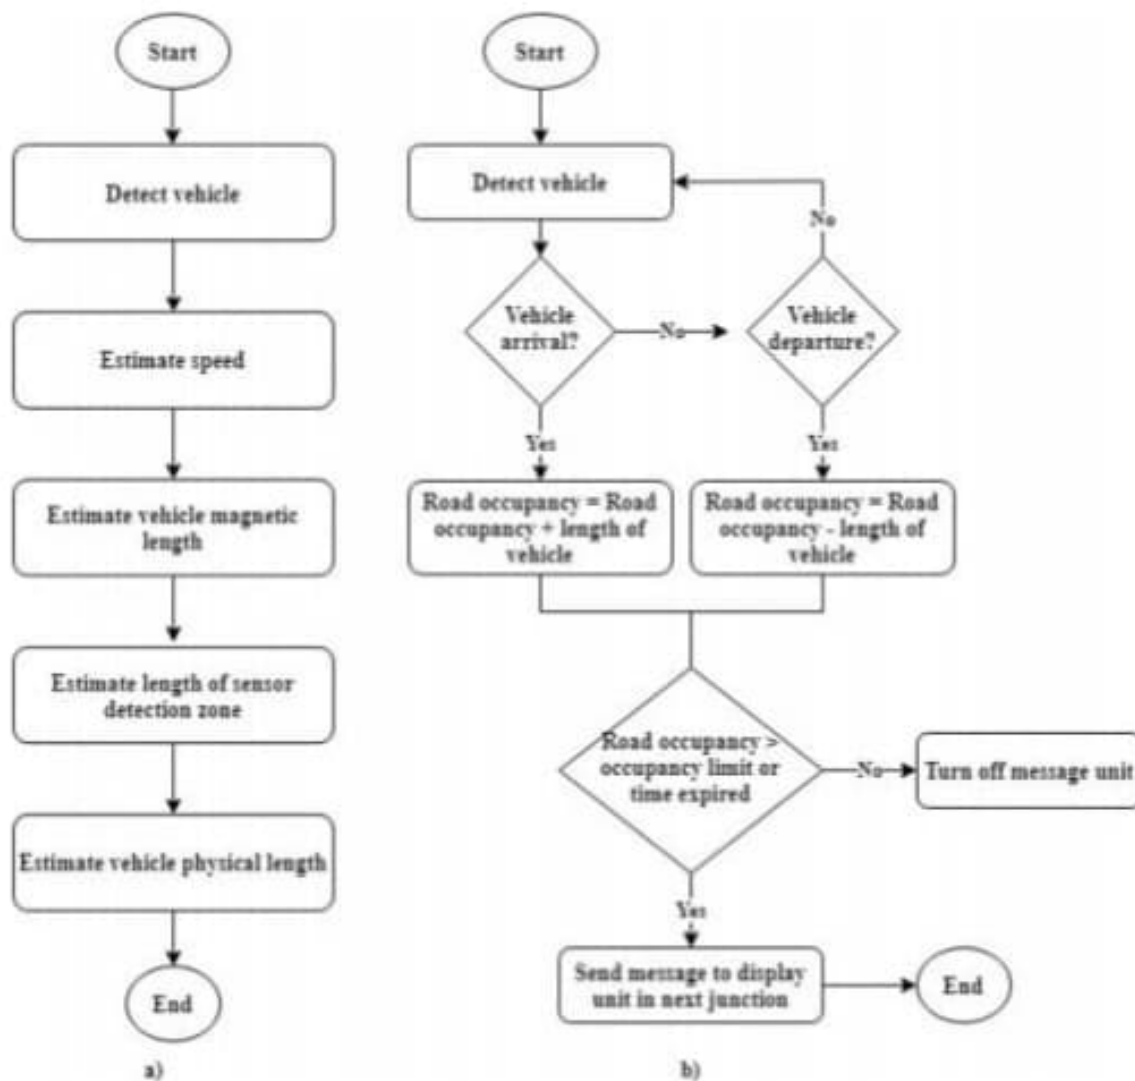 Start
Detect vehicle
Estimate speed
Estimate vehicle magnetic
length
Estimate length of sensor
detection zone
Estimate vehicle physical length
End
a)
Start
Detect vehicle
No
Vehicle
arrival?
No
Vehicle
departure?
Yes
Yes
Road occupancy = Road
occupancy + length of
vehicle
Road occupancy = Road
occupancy - length of
vehicle
Road occupancy >
occupancy limit or
time expired
No
Turn off message unit
Yes
Send message to display
unit in next junction
End
b)